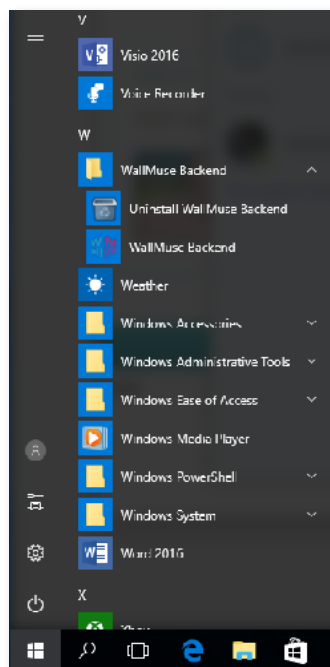 V
Visio 2016
Voice Recorder
W
WallMuse Backend
Uninstall WallMuse Backend
WallMuse Backend
Weather
Windows Accessories
Windows Administrative Tools
Windows Ease of Access
Windows Media Player
Windows PowerShell
Windows System
Word 2016
X
Xbox